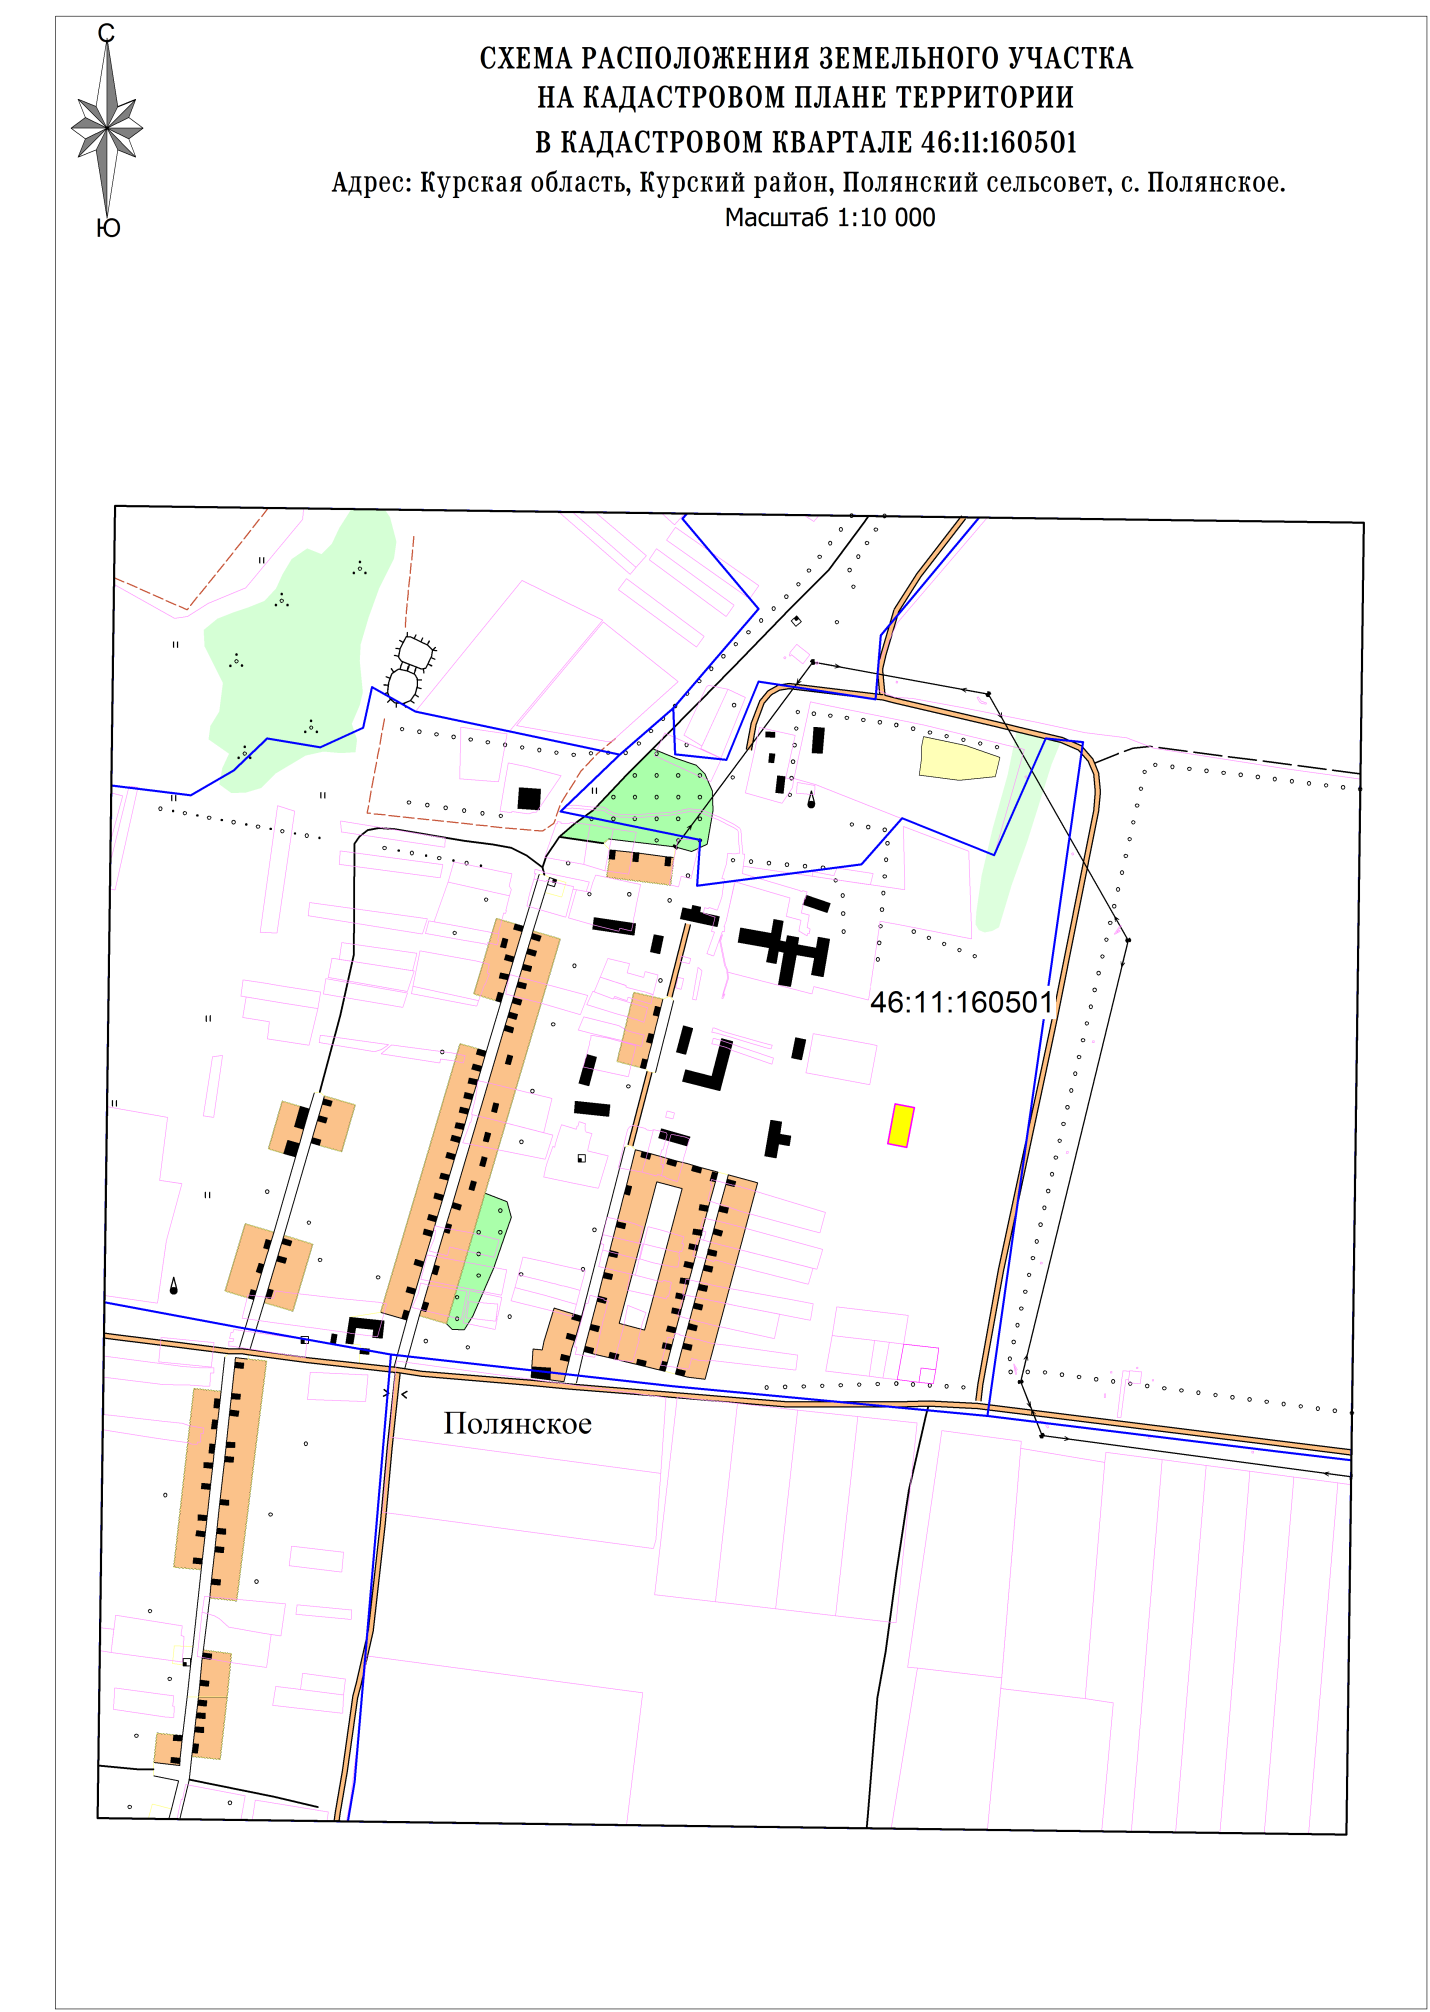 С
СХЕМА РАСПОЛОЖЕНИЯ ЗЕМЕЛЬНОГО УЧАСТКА
НА КАДАСТРОВОМ ПЛАНЕ ТЕРРИТОРИИ
В КАДАСТРОВОМ КВАРТАЛЕ 46:11:160501
Адрес: Курская область, Курский район, Полянский сельсовет, с. Полянское.
Масштаб 1:10 000
Ю
46:11:160501
Полянское